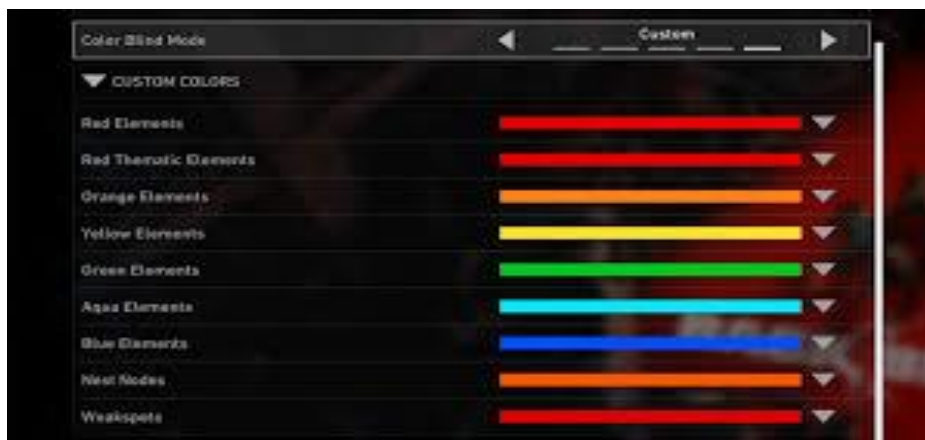 Color Blind Mode
Custom
CUSTOM COLORS
Red Elements
Red Thematic Elements
Orange Elements
Yellow Elements
Green Elements
Aqua Elements
Blue Elements
Nest Nodes
Weakspots